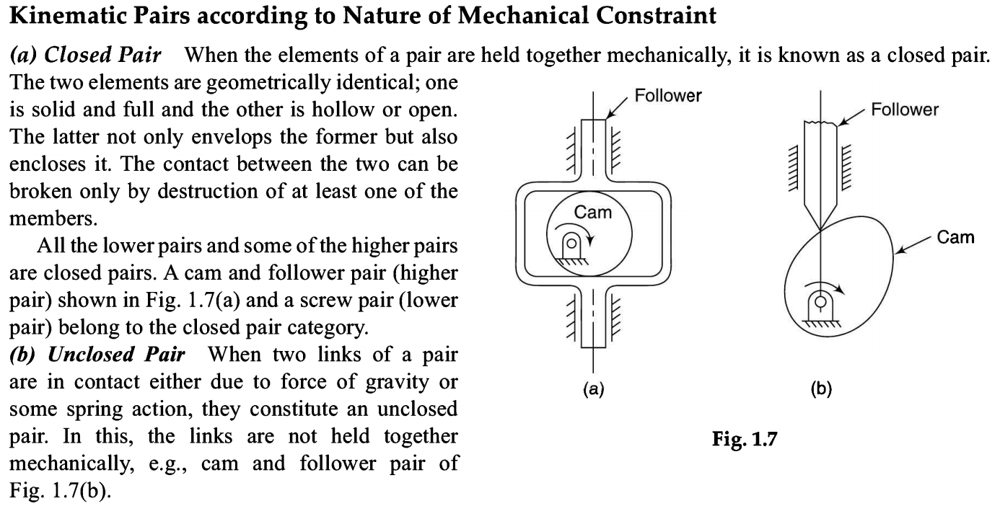 Kinematic Pairs according to Nature of Mechanical Constraint
(a) Closed Pair When the elements of a pair are held together mechanically, it is known as a closed pair.
The two elements are geometrically identical; one
is solid and full and the other is hollow or open.
The latter not only envelops the former but also
encloses it. The contact between the two can be
broken only by destruction of at least one of the
members.
All the lower pairs and some of the higher pairs
are closed pairs. A cam and follower pair (higher
pair) shown in Fig. 1.7(a) and a screw pair (lower
pair) belong to the closed pair category.
(b) Unclosed Pair When two links of a pair
are in contact either due to force of gravity or
some spring action, they constitute an unclosed
pair. In this, the links are not held together
mechanically, e.g., cam and follower pair of
Fig. 1.7(b).
Follower
Cam
(a)
Follower
Cam
(b)
Fig. 1.7